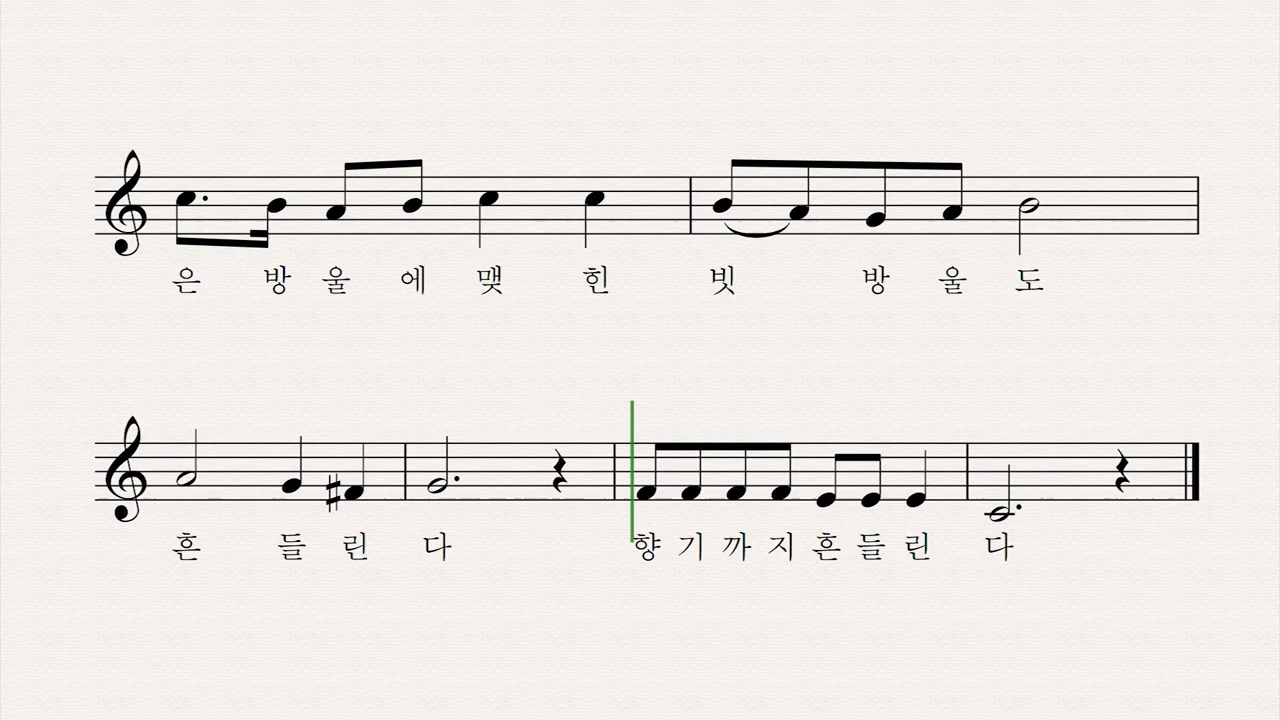 은 방 울 에 맺 힌 빗 방 울 도
흔 들 린 다 향 기 까 지 흔 들 린 다